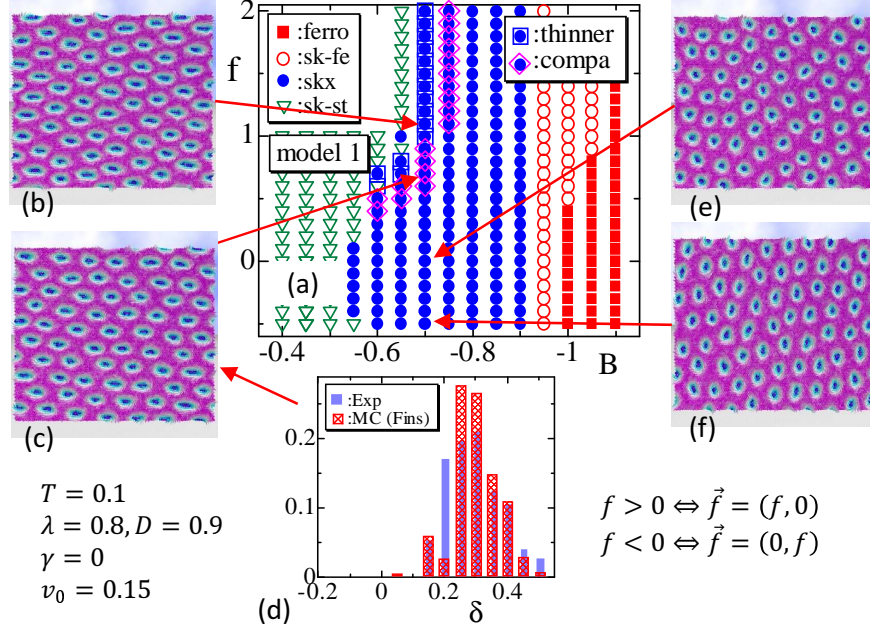 2
f
1
0
:ferro
:sk-fe
:skx
:sk-st
:thinner
:compa
model 1
(a)
-0.4
-0.6
-0.8
-1
B
(b)
(c)
(e)
(f)
:Exp
:MC (Fins)
0.2
0.1
0
-0.2
0
0.2
0.4
δ
(d)
T = 0.1
λ = 0.8, D = 0.9
γ = 0
v₀ = 0.15
f > 0 ⇔ f⃗ = (f, 0)
f < 0 ⇔ f⃗ = (0, f)